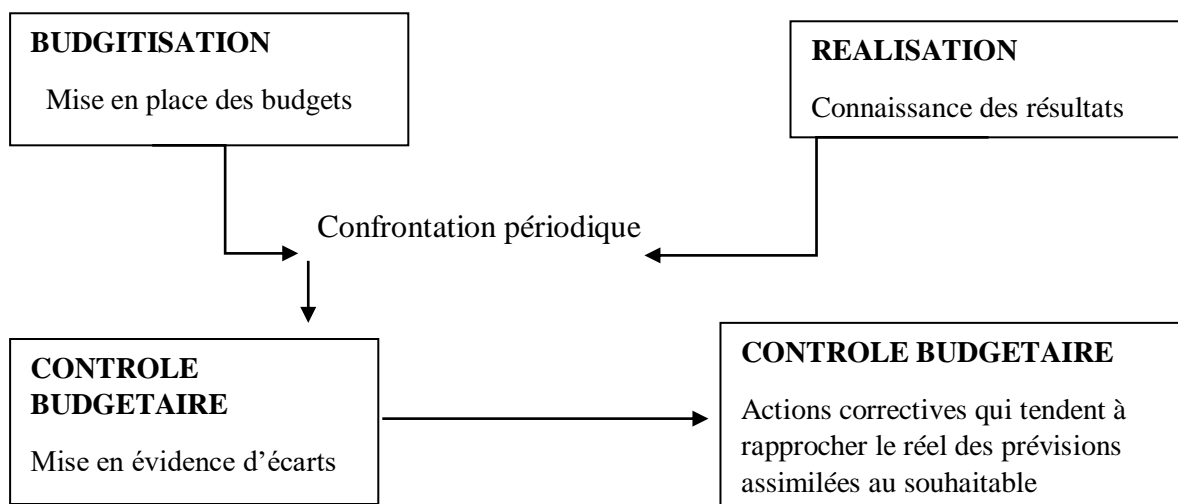 BUDGITISATION
Mise en place des budgets
REALISATION
Connaissance des résultats
Confrontation périodique
CONTROLE
BUDGETAIRE
Mise en évidence d’écarts
CONTROLE BUDGETAIRE
Actions correctives qui tendent à
rapprocher le réel des prévisions
assimilées au souhaitable